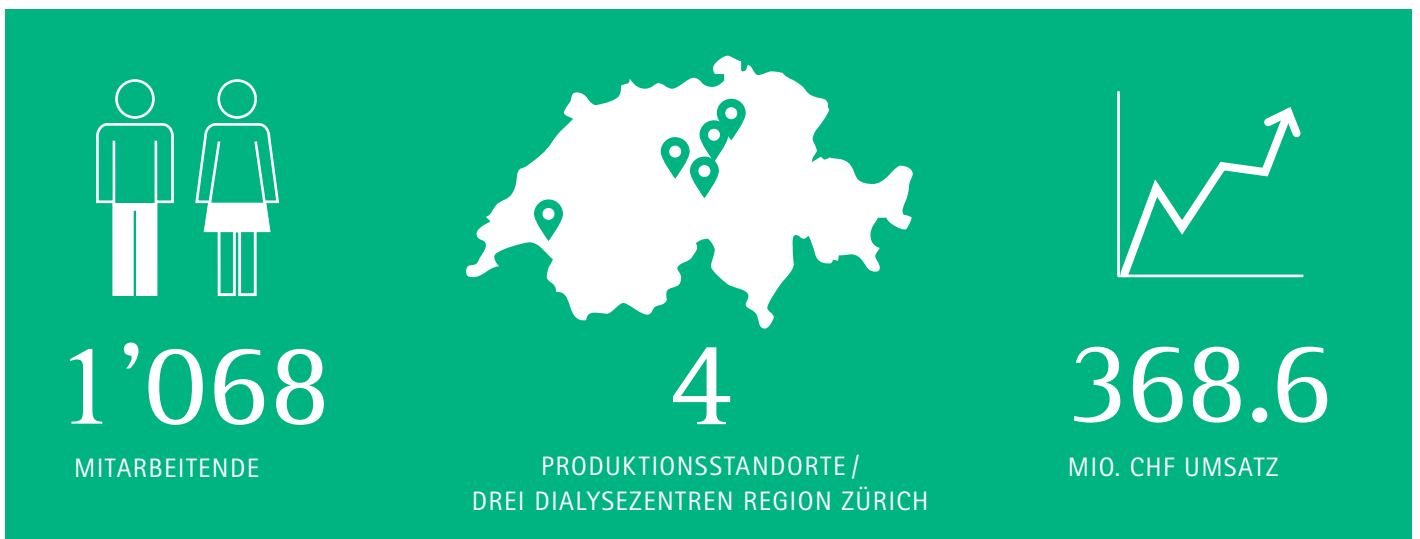 1’068
MITARBEITENDE
4
PRODUKTIONSSTANDORTE /
DREI DIALYSEZENTREN REGION ZÜRICH
368.6
MIO. CHF UMSATZ